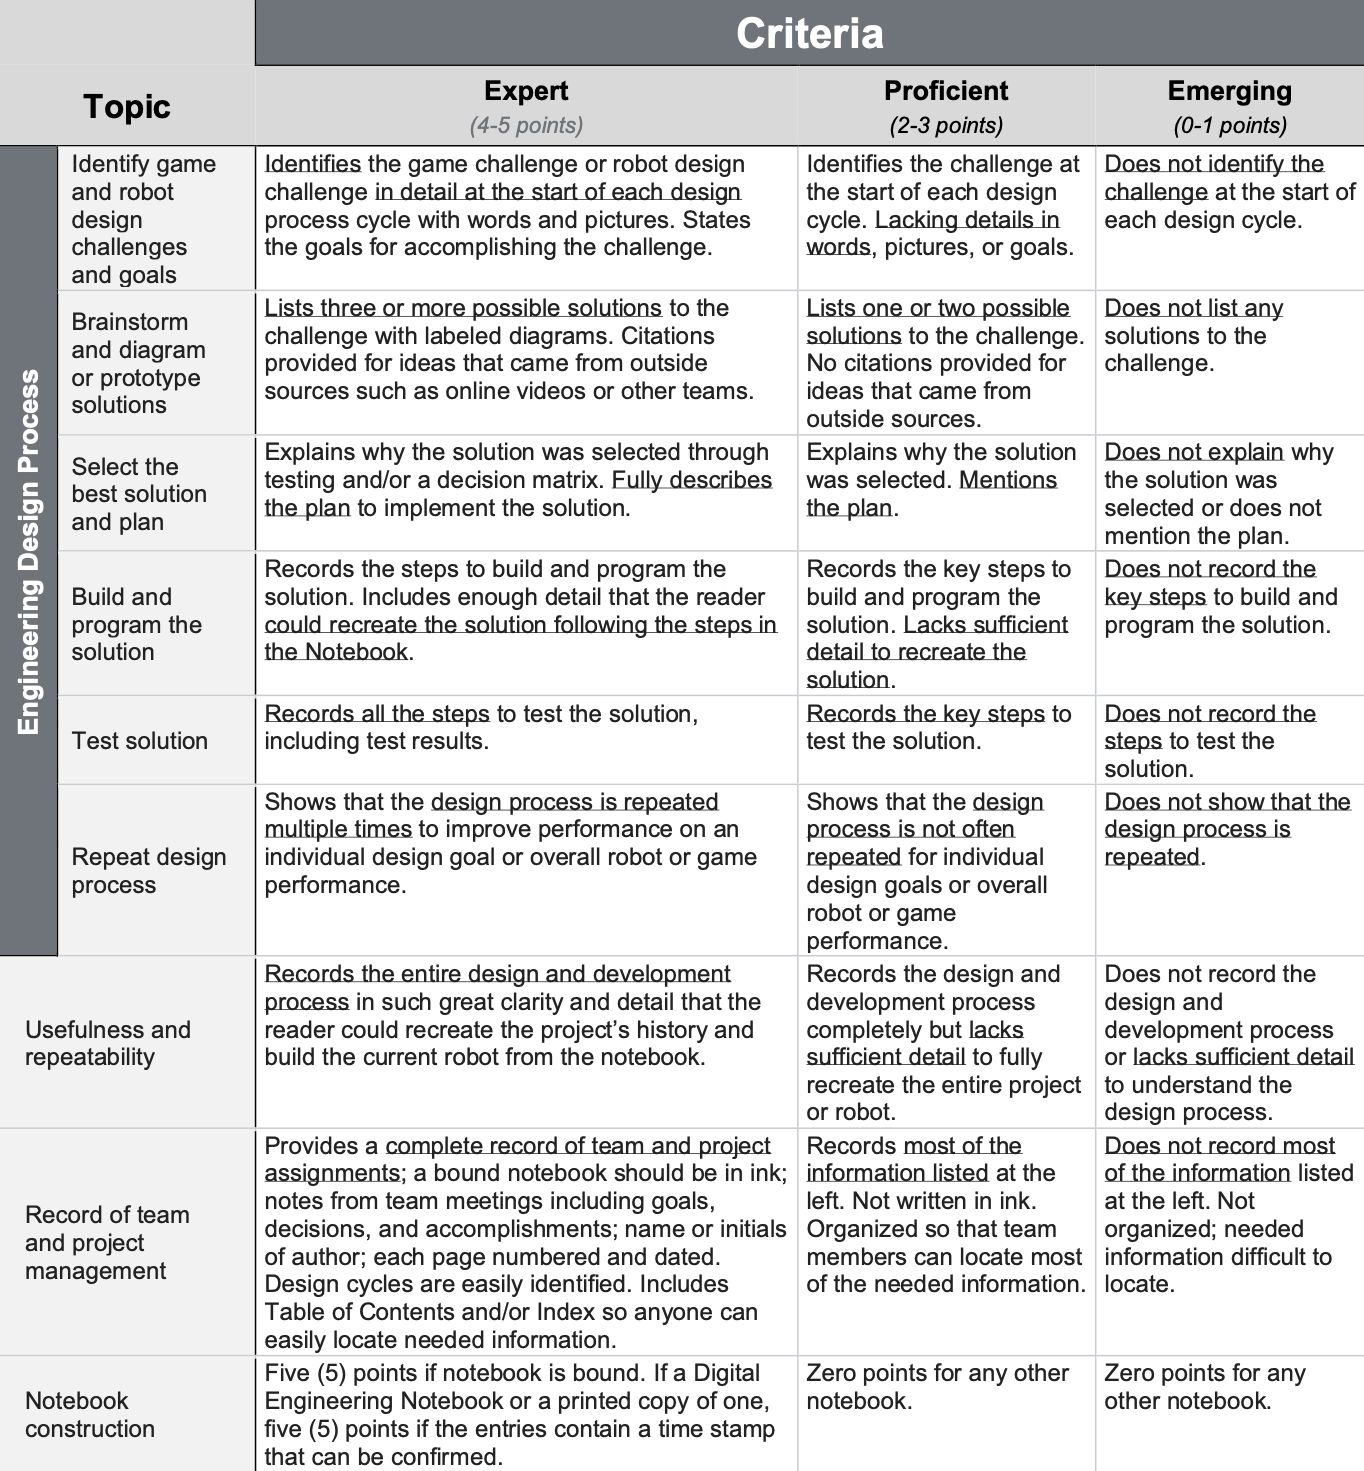 Criteria
Topic
Expert
(4-5 points)
Proficient
(2-3 points)
Emerging
(0-1 points)
Engineering Design Process
Identify game
and robot
design
challenges
and goals
Identifies the game challenge or robot design
challenge in detail at the start of each design
process cycle with words and pictures. States
the goals for accomplishing the challenge.
Identifies the challenge at
the start of each design
cycle. Lacking details in
words, pictures, or goals.
Does not identify the
challenge at the start of
each design cycle.
Brainstorm
and diagram
or prototype
solutions
Lists three or more possible solutions to the
challenge with labeled diagrams. Citations
provided for ideas that came from outside
sources such as online videos or other teams.
Lists one or two possible
solutions to the challenge.
No citations provided for
ideas that came from
outside sources.
Does not list any
solutions to the
challenge.
Select the
best solution
and plan
Explains why the solution was selected through
testing and/or a decision matrix. Fully describes
the plan to implement the solution.
Explains why the solution
was selected. Mentions
the plan.
Does not explain why
the solution was
selected or does not
mention the plan.
Build and
program the
solution
Records the steps to build and program the
solution. Includes enough detail that the reader
could recreate the solution following the steps in
the Notebook.
Records the key steps to
build and program the
solution. Lacks sufficient
detail to recreate the
solution.
Does not record the
key steps to build and
program the solution.
Test solution
Records all the steps to test the solution,
including test results.
Records the key steps to
test the solution.
Does not record the
steps to test the
solution.
Repeat design
process
Shows that the design process is repeated
multiple times to improve performance on an
individual design goal or overall robot or game
performance.
Shows that the design
process is not often
repeated for individual
design goals or overall
robot or game
performance.
Does not show that the
design process is
repeated.
Usefulness and
repeatability
Records the entire design and development
process in such great clarity and detail that the
reader could recreate the project's history and
build the current robot from the notebook.
Records the design and
development process
completely but lacks
sufficient detail to fully
recreate the entire project
or robot.
Does not record the
design and
development process
or lacks sufficient detail
to understand the
design process.
Record of team
and project
management
Provides a complete record of team and project
assignments; a bound notebook should be in ink;
notes from team meetings including goals,
decisions, and accomplishments; name or initials
of author; each page numbered and dated.
Design cycles are easily identified. Includes
Table of Contents and/or Index so anyone can
easily locate needed information.
Records most of the
information listed at the
left. Not written in ink.
Organized so that team
members can locate most
of the needed information.
Does not record most
of the information listed
at the left. Not
organized; needed
information difficult to
locate.
Notebook
construction
Five (5) points if notebook is bound. If a Digital
Engineering Notebook or a printed copy of one,
five (5) points if the entries contain a time stamp
that can be confirmed.
Zero points for any other
notebook.
Zero points for any
other notebook.